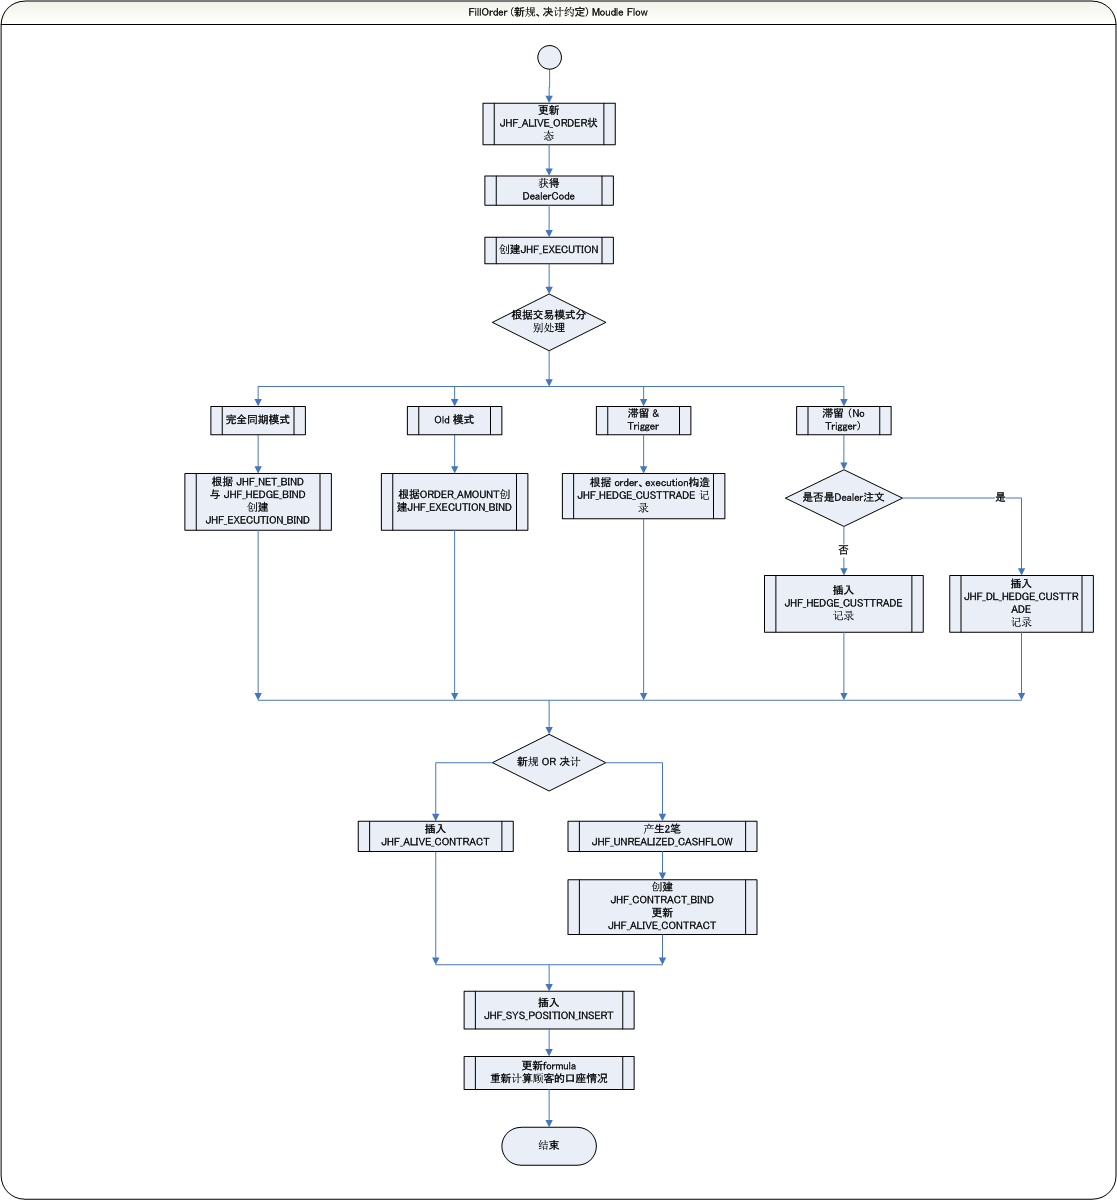 FillOrder (新规、决计约定) Moudle Flow
更新
JHF_ALIVE_ORDER状
态
获得
DealerCode
创建JHF_EXECUTION
根据交易模式分
别处理
完全同期模式
Old 模式
滞留 &
Trigger
滞留 (No
Trigger)
根据 JHF_NET_BIND
与 JHF_HEDGE_BIND
创建
JHF_EXECUTION_BIND
根据ORDER_AMOUNT创
建JHF_EXECUTION_BIND
根据 order、execution构造
JHF_HEDGE_CUSTTRADE 记
录
是否是Dealer注文
是
否
插入
JHF_HEDGE_CUSTTRADE
记录
插入
JHF_DL_HEDGE_CUSTTR
ADE
记录
新规 OR 决计
插入
JHF_ALIVE_CONTRACT
产生2笔
JHF_UNREALIZED_CASHFLOW
创建
JHF_CONTRACT_BIND
更新
JHF_ALIVE_CONTRACT
插入
JHF_SYS_POSITION_INSERT
更新formula
重新计算顾客的口座情况
结束